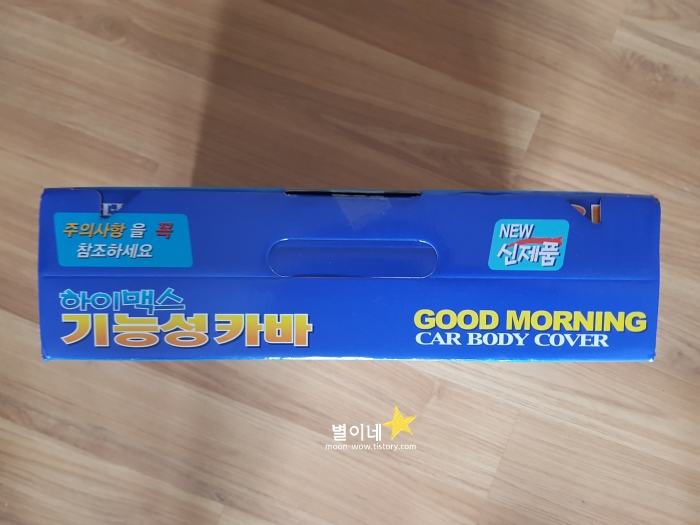 주의사항 을 꼭
참조하세요
NEW
신제품
하이맥스
기능성카바
GOOD MORNING
CAR BODY COVER
별이네
moon-wow.tistory.com